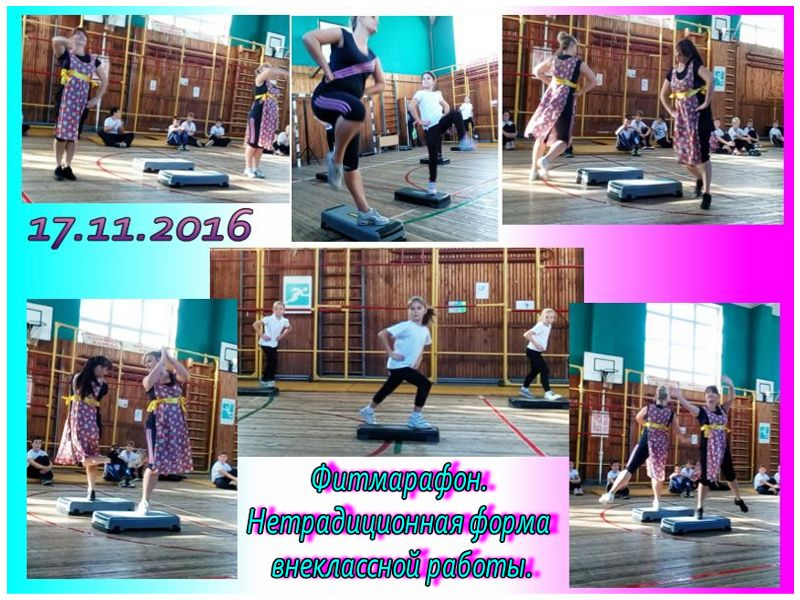 17.11.2016
Фитмарафон.
Нетрадиционная форма
внеклассной работы.